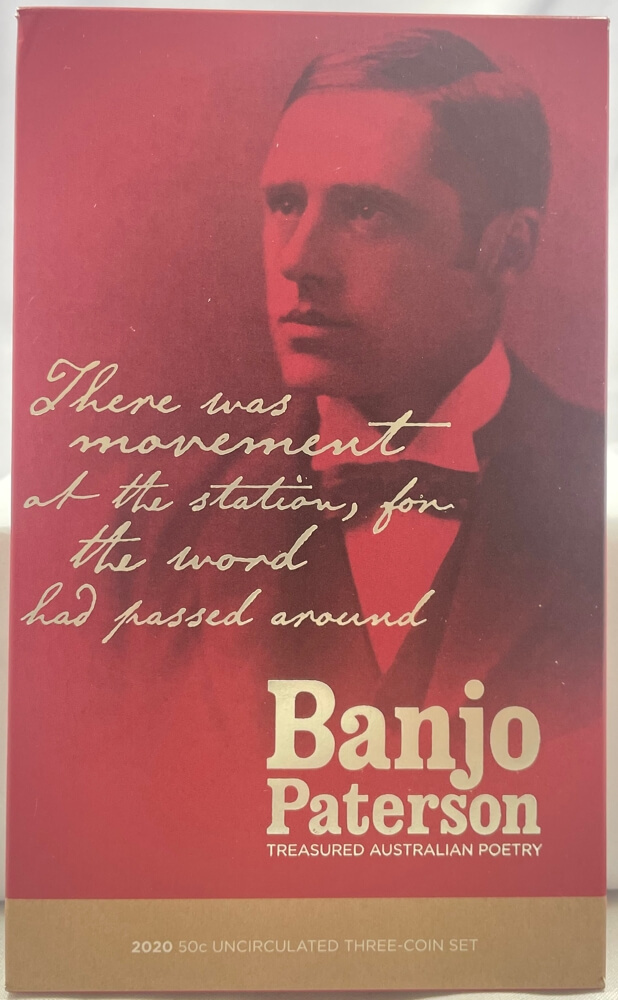 There was
movement
at the station, for
the word
had passed around
Banjo
Paterson
TREASURED AUSTRALIAN POETRY
2020 50c UNCIRCULATED THREE-COIN SET